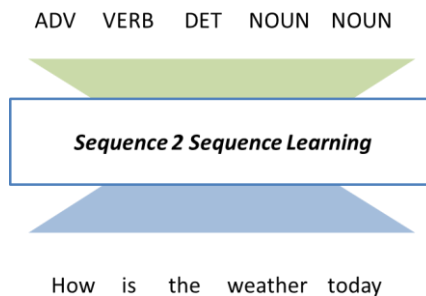 ADV VERB DET NOUN NOUN
Sequence 2 Sequence Learning
How is the weather today